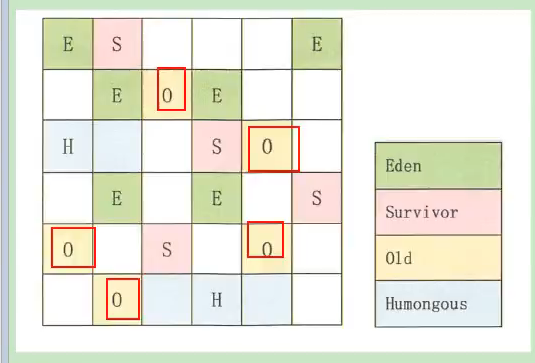 E S E
E O E
H S O
E E S
O S O
O H
Eden
Survivor
Old
Humongous